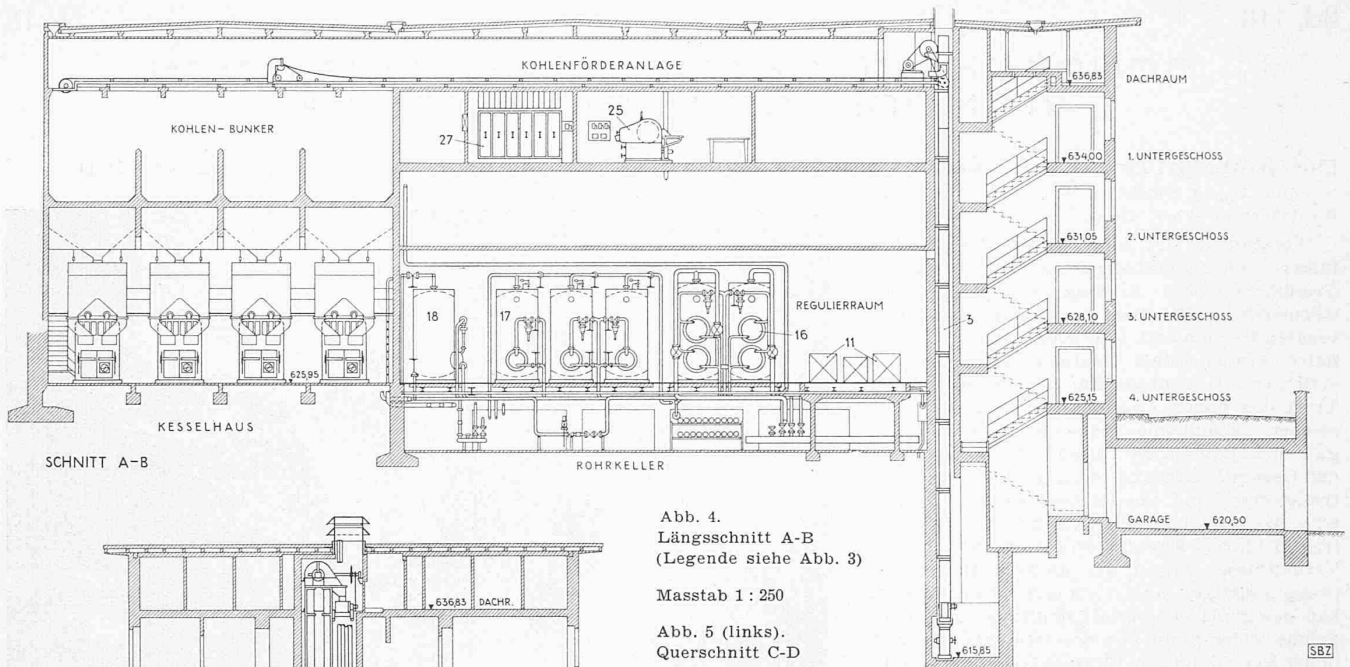 KOHLENFÖRDERANLAGE
636,83
DACHRAUM
KOHLEN-BUNKER
27
25
634,00
1. UNTERGESCHOSS
631,05
2. UNTERGESCHOSS
18
17
REGULIERRAUM
16
3
11
628,10
3. UNTERGESCHOSS
625,95
625,15
4. UNTERGESCHOSS
KESSELHAUS
SCHNITT A-B
ROHRKELLER
GARAGE
620,50
Abb. 4.
Längsschnitt A-B
(Legende siehe Abb. 3)
Masstab 1 : 250
Abb. 5 (links).
Querschnitt C-D
636,83 DACHR.
615,85
SBZ